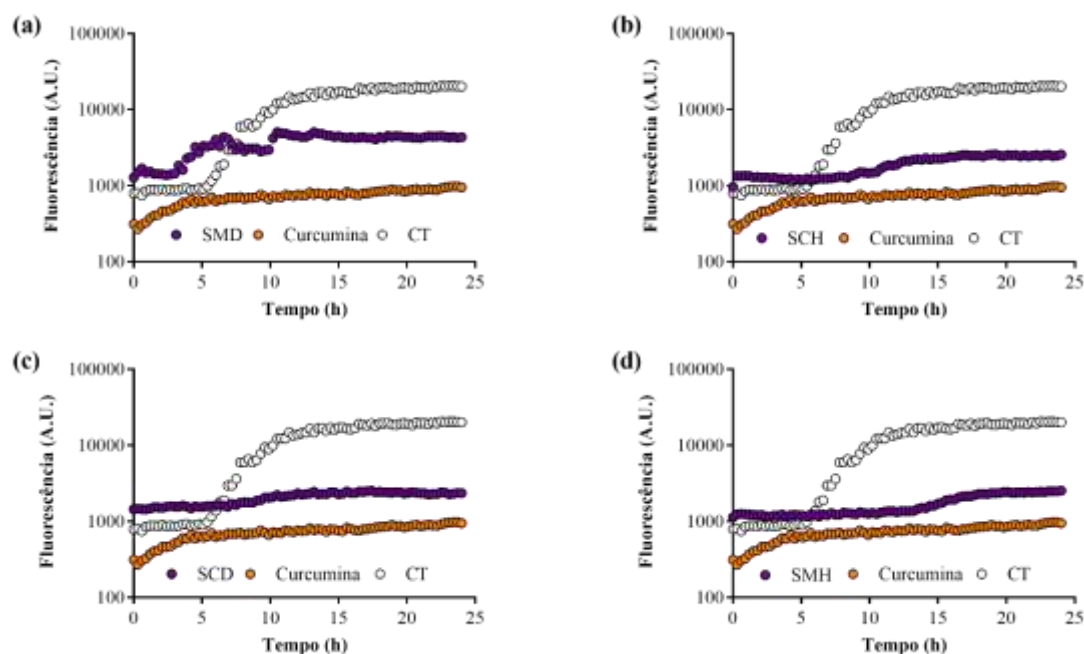 (a)
100000
10000
1000
100
Fluorescência (A.U.)
SMD Curcumina CT
0 5 10 15 20 25
Tempo (h)
(b)
100000
10000
1000
100
Fluorescência (A.U.)
SCH Curcumina CT
0 5 10 15 20 25
Tempo (h)
(c)
100000
10000
1000
100
Fluorescência (A.U.)
SCD Curcumina CT
0 5 10 15 20 25
Tempo (h)
(d)
100000
10000
1000
100
Fluorescência (A.U.)
SMH Curcumina CT
0 5 10 15 20 25
Tempo (h)